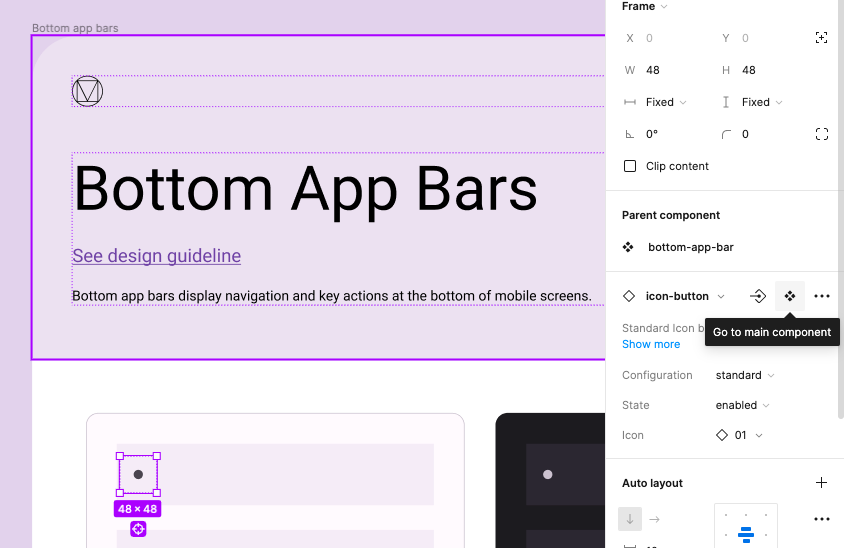 Bottom app bars
Bottom App Bars
See design guideline
Bottom app bars display navigation and key actions at the bottom of mobile screens.
48 × 48
Frame
X 0 Y 0
W 48 H 48
Fixed Fixed
0° 0
Clip content
Parent component
bottom-app-bar
icon-button
Go to main component
Standard Icon
Show more
Configuration standard
State enabled
Icon 01
Auto layout